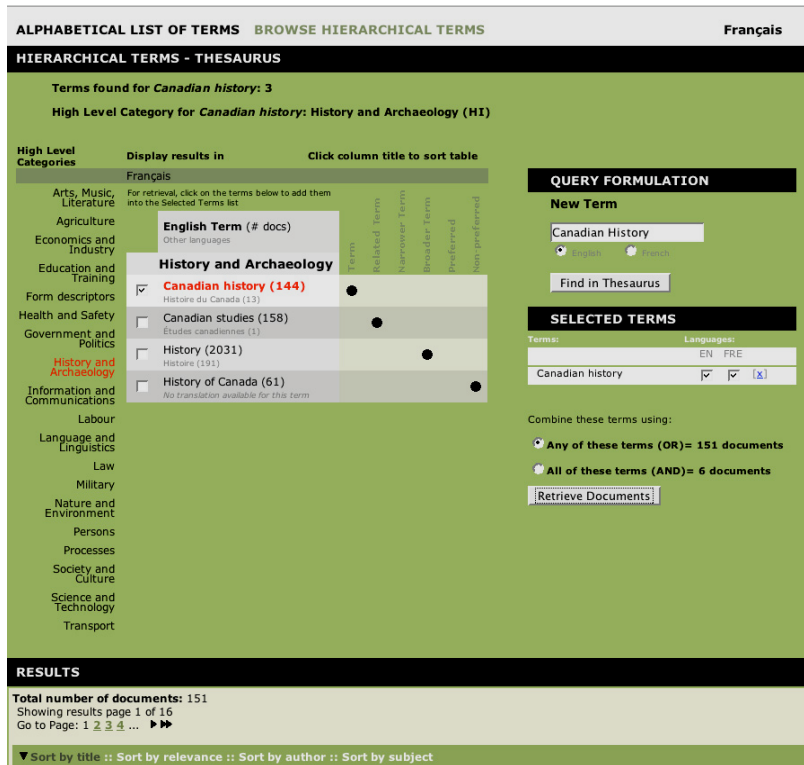 ALPHABETICAL LIST OF TERMS BROWSE HIERARCHICAL TERMS Français
HIERARCHICAL TERMS - THESAURUS
Terms found for Canadian history: 3
High Level Category for Canadian history: History and Archaeology (HI)
High Level
Categories
Display results in
Click column title to sort table
Français
Arts, Music,
Literature
Agriculture
Economics and
Industry
Education and
Training
Form descriptors
Health and Safety
Government and
Politics
History and
Archaeology
Information and
Communications
Labour
Language and
Linguistics
Law
Military
Nature and
Environment
Persons
Processes
Society and
Culture
Science and
Technology
Transport
For retrieval, click on the terms below to add them
into the Selected Terms list
English Term (# docs)
Other languages
Term
Related Term
Narrower Term
Broader Term
Preferred
Non-preferred
History and Archaeology
Canadian history (144)
Histoire du Canada (13)
Canadian studies (158)
Études canadiennes (1)
History (2031)
Histoire (191)
History of Canada (61)
No translation available for this term
QUERY FORMULATION
New Term
Canadian History
English French
Find in Thesaurus
SELECTED TERMS
Terms: Languages:
EN FRE
Canadian history [x]
Combine these terms using:
Any of these terms (OR)= 151 documents
All of these terms (AND)= 6 documents
Retrieve Documents
RESULTS
Total number of documents: 151
Showing results page 1 of 16
Go to Page: 1 2 3 4 ...
Sort by title :: Sort by relevance :: Sort by author :: Sort by subject